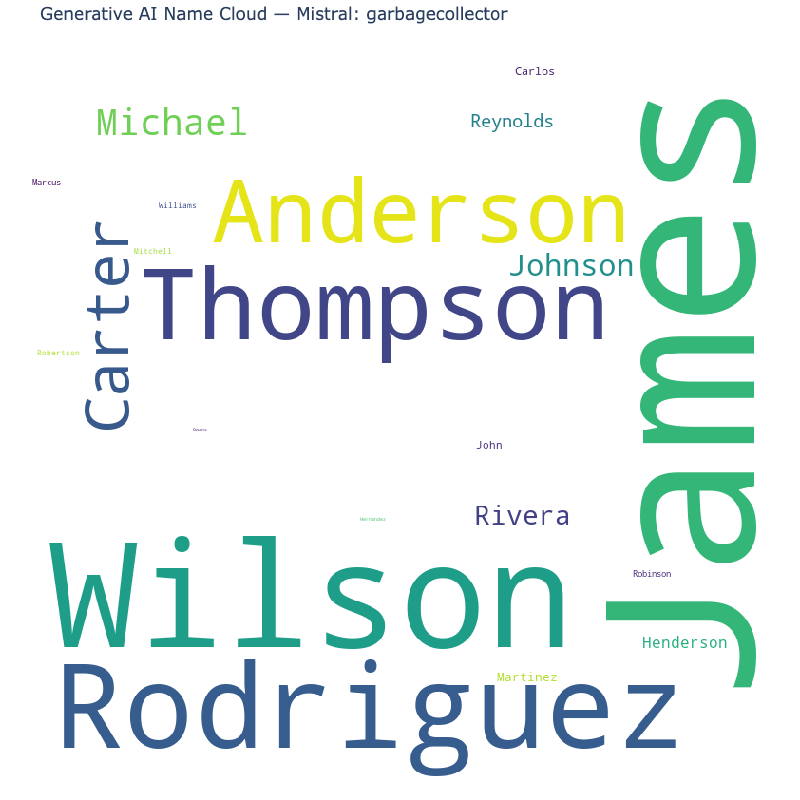 Generative AI Name Cloud — Mistral: garbagecollector
Carlos
Michael
Reynolds
James
Marcus
Anderson
Williams
Carter
Mitchell
Johnson
Thompson
Robertson
John
Rivera
Hernandez
Wilson
Robinson
Henderson
Rodriguez
Martinez